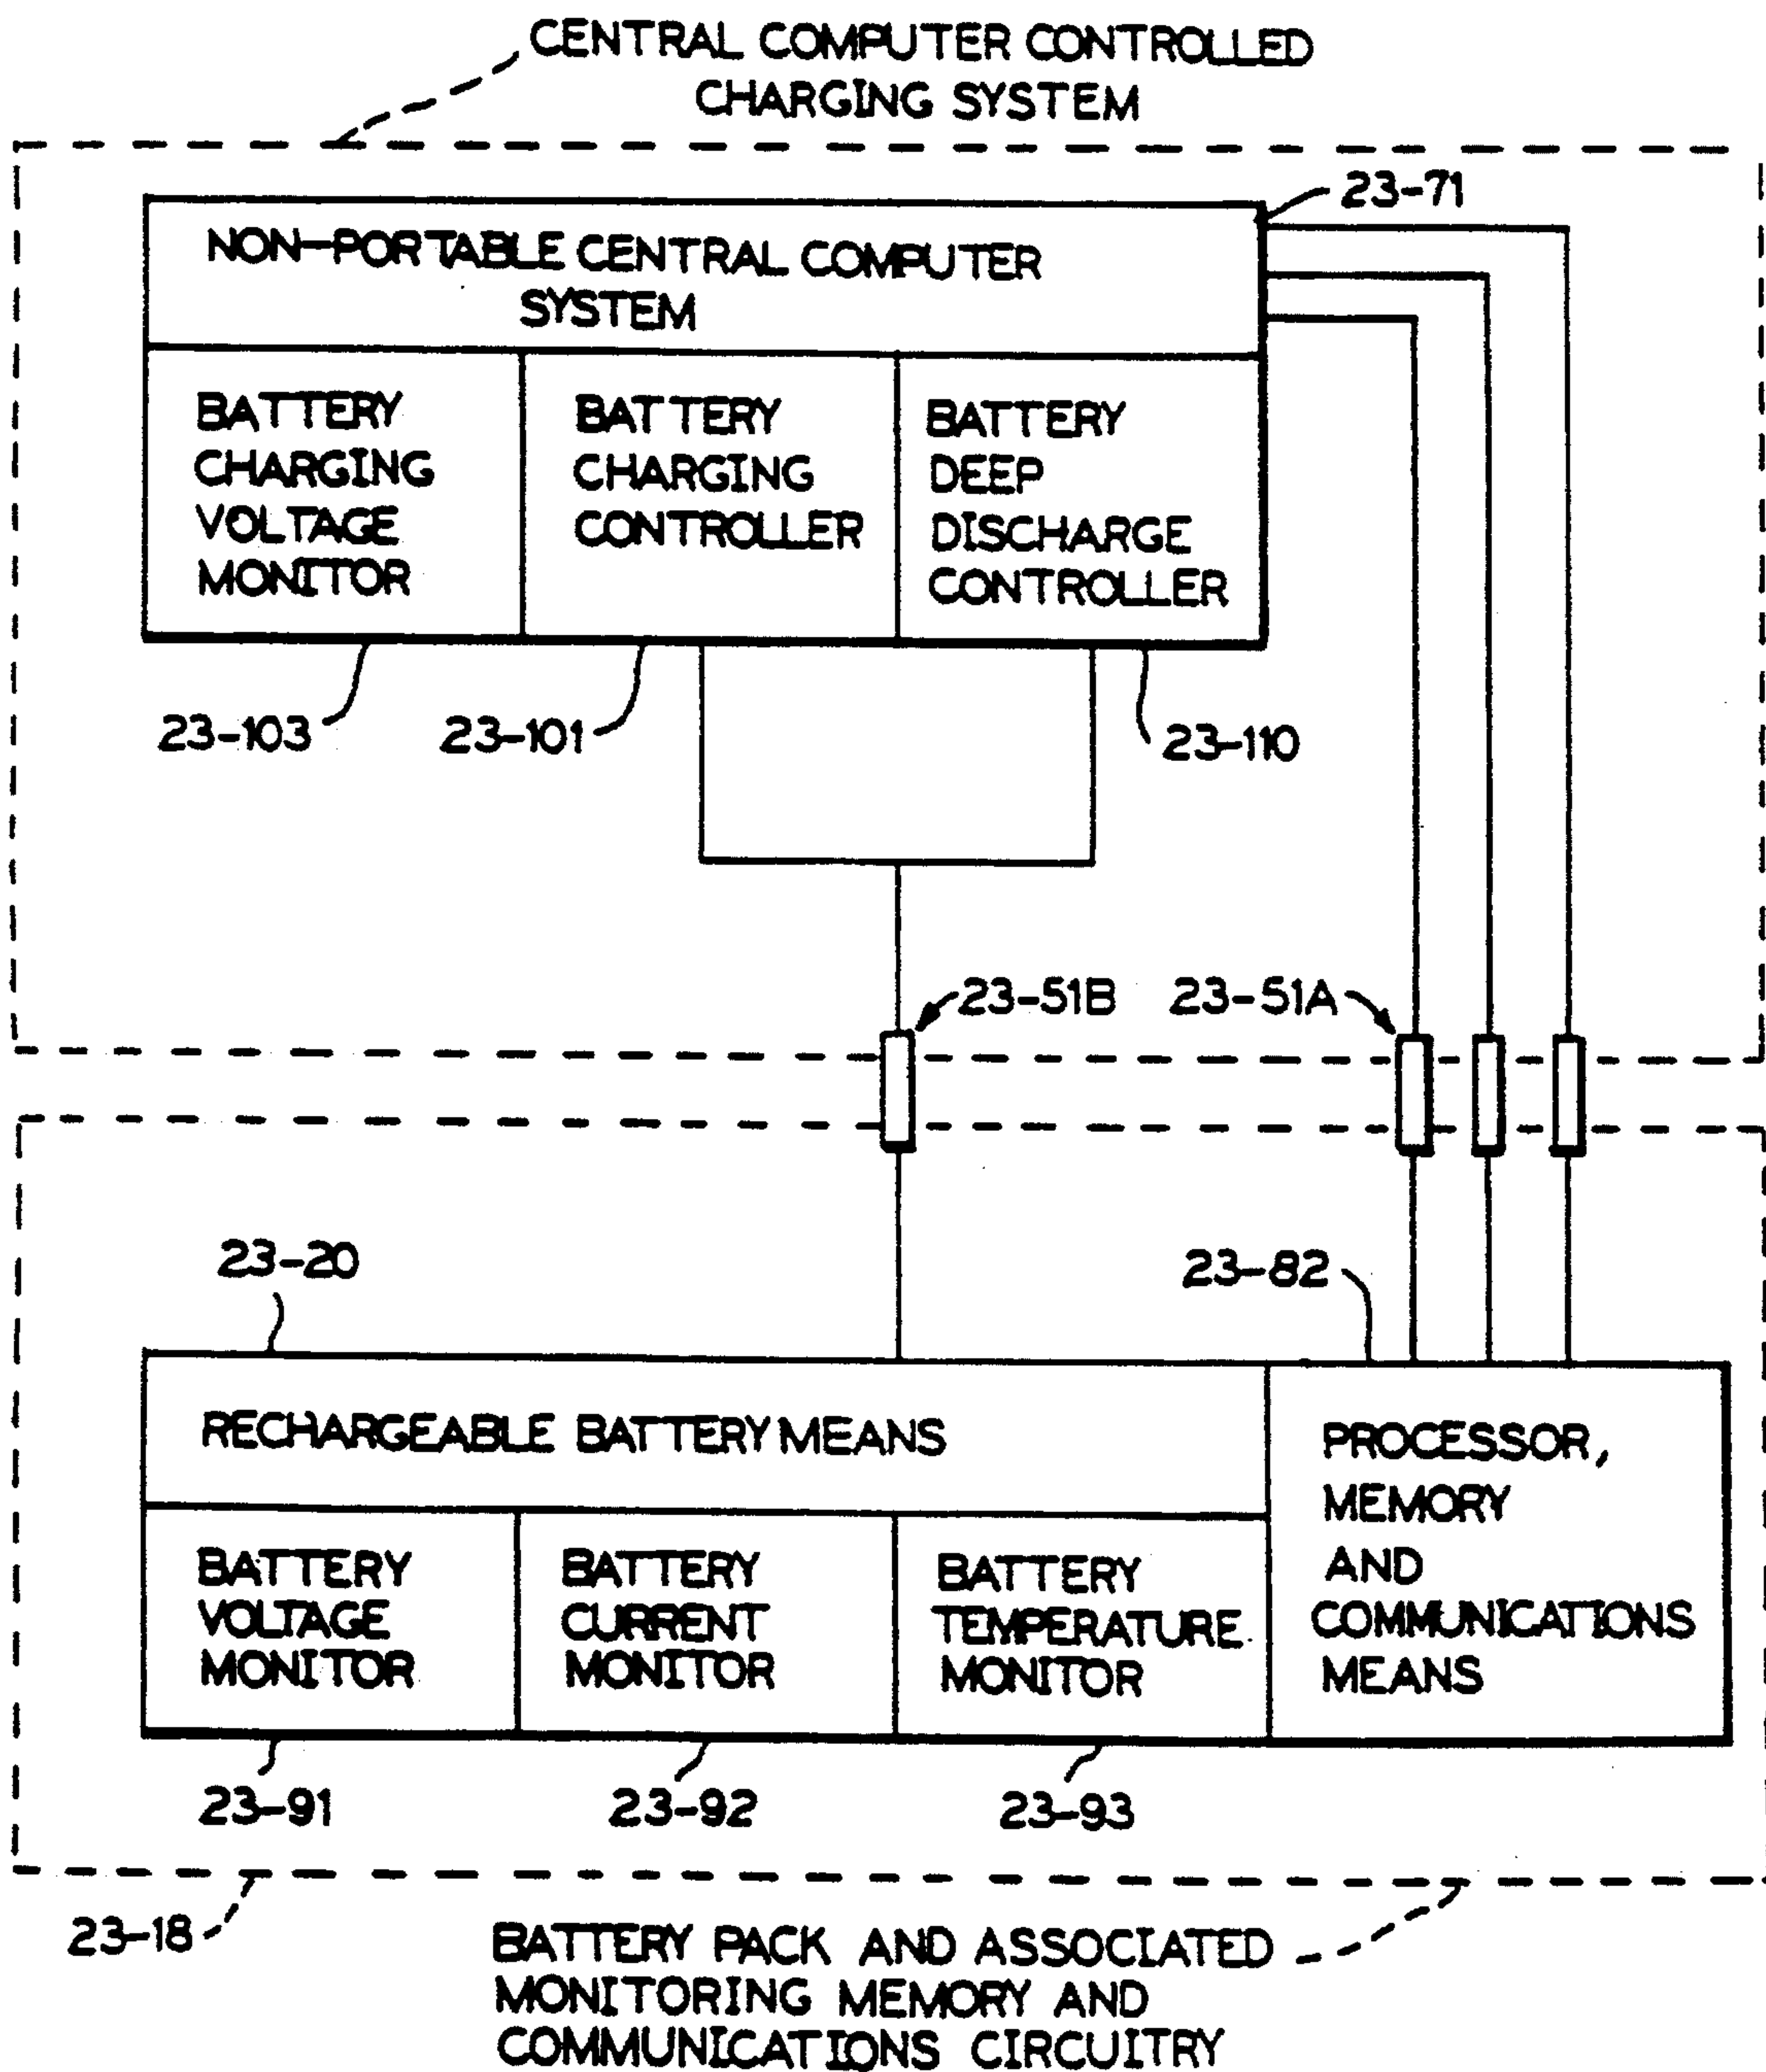 CENTRAL COMPUTER CONTROLLED
CHARGING SYSTEM
23-71
NON-PORTABLE CENTRAL COMPUTER
SYSTEM
BATTERY
CHARGING
VOLTAGE
MONITOR
BATTERY
CHARGING
CONTROLLER
BATTERY
DEEP
DISCHARGE
CONTROLLER
23-103
23-101
23-110
23-51B
23-51A
23-20
23-82
RECHARGEABLE BATTERY MEANS
PROCESSOR,
MEMORY
AND
COMMUNICATIONS
MEANS
BATTERY
VOLTAGE
MONITOR
BATTERY
CURRENT
MONITOR
BATTERY
TEMPERATURE
MONITOR
23-91
23-92
23-93
23-18
BATTERY PACK AND ASSOCIATED
MONITORING MEMORY AND
COMMUNICATIONS CIRCUITRY